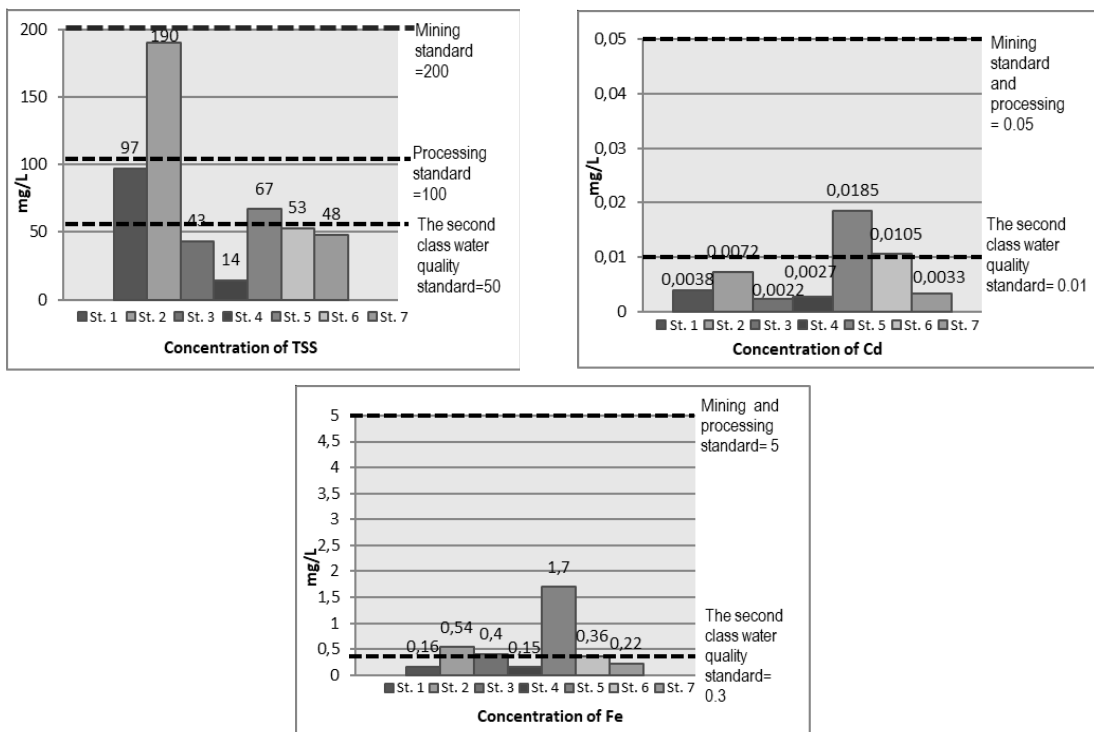 200
150
100
50
0
mg/L
97
190
43
14
67
53
48
Mining
standard
=200
Processing
standard
=100
The second
class water
quality
standard=50
St. 1 St. 2 St. 3 St. 4 St. 5 St. 6 St. 7
Concentration of TSS
0,05
0,04
0,03
0,02
0,01
0
mg/L
0,0038
0,0072
0,0022
0,0027
0,0185
0,0105
0,0033
Mining
standard
and
processing
= 0.05
The second
class water
quality
standard= 0.01
St. 1 St. 2 St. 3 St. 4 St. 5 St. 6 St. 7
Concentration of Cd
5
4,5
4
3,5
3
2,5
2
1,5
1
0,5
0
mg/L
0,16
0,54
0,4
0,15
1,7
0,36
0,22
Mining and
processing
standard= 5
The second
class water
quality
standard=
0.3
St. 1 St. 2 St. 3 St. 4 St. 5 St. 6 St. 7
Concentration of Fe